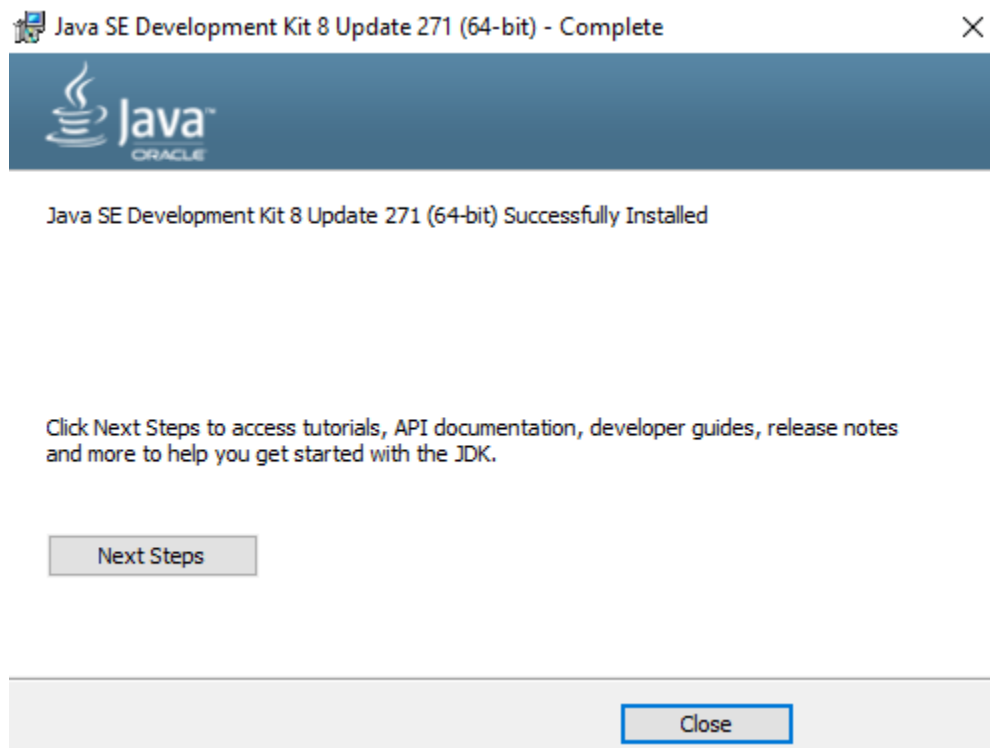 Java SE Development Kit 8 Update 271 (64-bit) - Complete
Java™
ORACLE
Java SE Development Kit 8 Update 271 (64-bit) Successfully Installed
Click Next Steps to access tutorials, API documentation, developer guides, release notes
and more to help you get started with the JDK.
Next Steps
Close